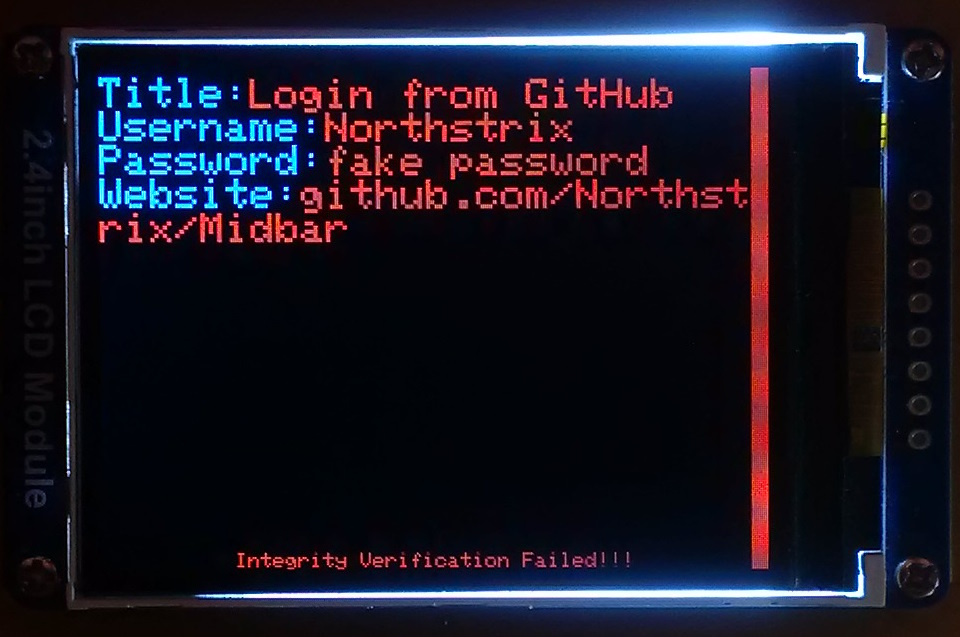 Title:Login from GitHub
Username:Northstrix
Password:fake password
Website:github.com/Northst
rix/Midbar
Integrity Verification Failed!!!
2.4inch LCD Module